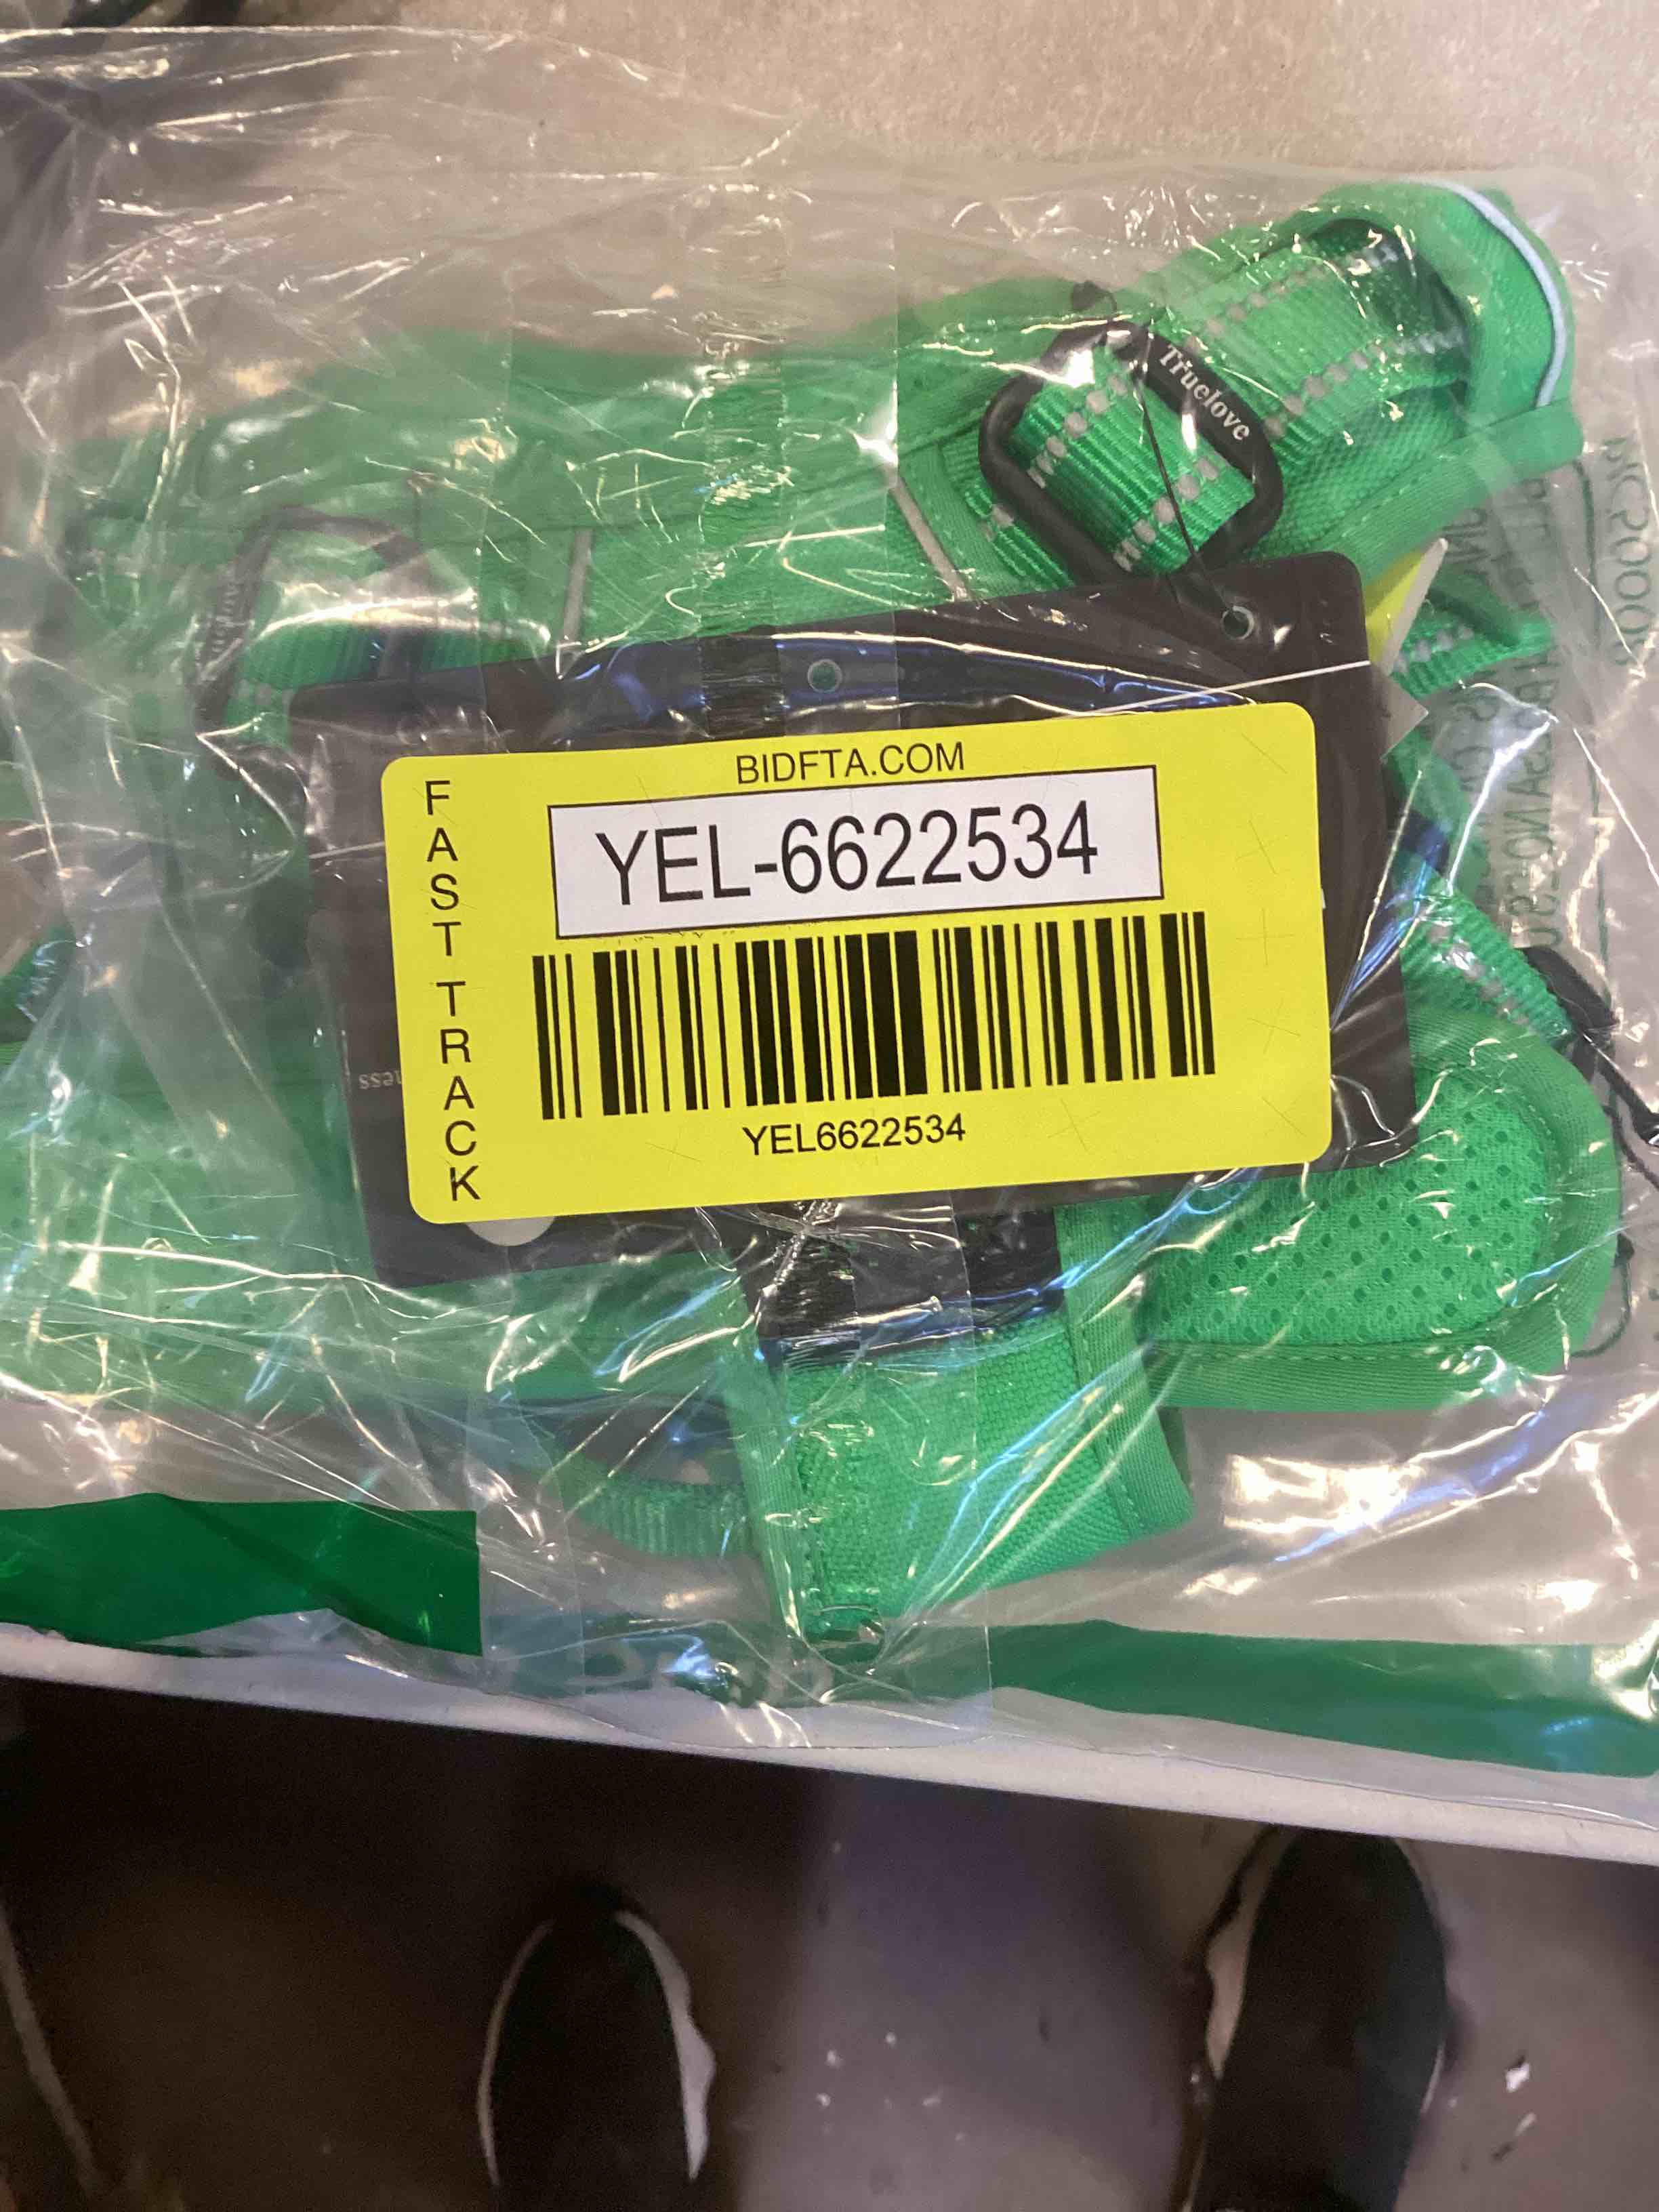 Truelove
BIDFTA.COM
FAST TRACK
YEL-6622534
YEL6622534